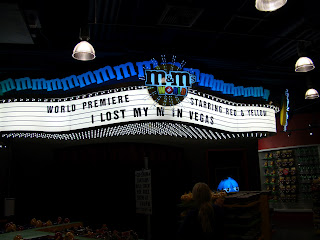 m&m
WORLD PREMIERE STARRING RED & YELLOW
I LOST MY M IN VEGAS